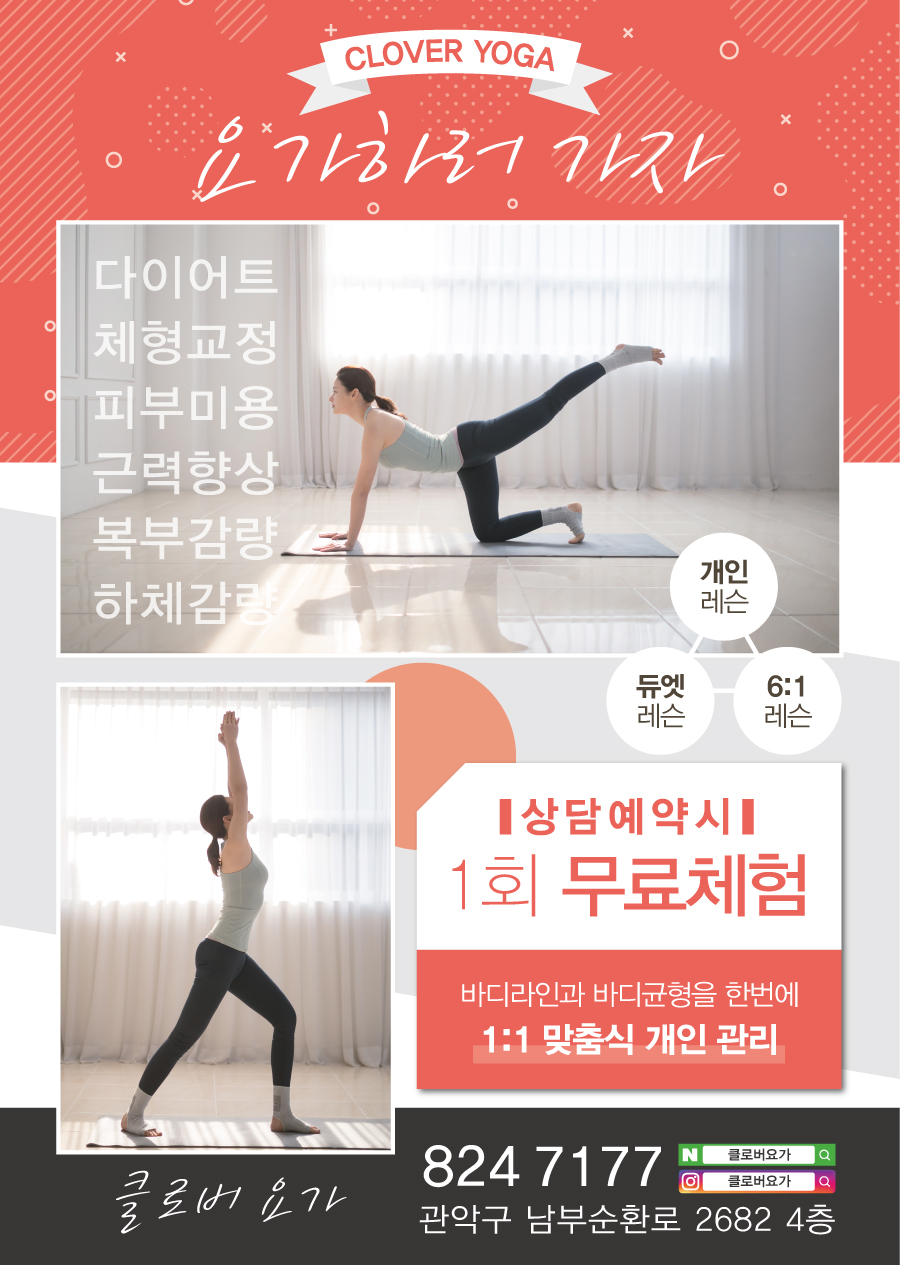 CLOVER YOGA
요가하러 가자
다이어트
체형교정
피부미용
근력향상
복부감량
하체감량
개인
레슨
듀엣
레슨
6:1
레슨
상담예약시
1회 무료체험
바디라인과 바디균형을 한번에
1:1 맞춤식 개인 관리
클로버 요가
824 7177
N 클로버요가
클로버요가
관악구 남부순환로 2682 4층